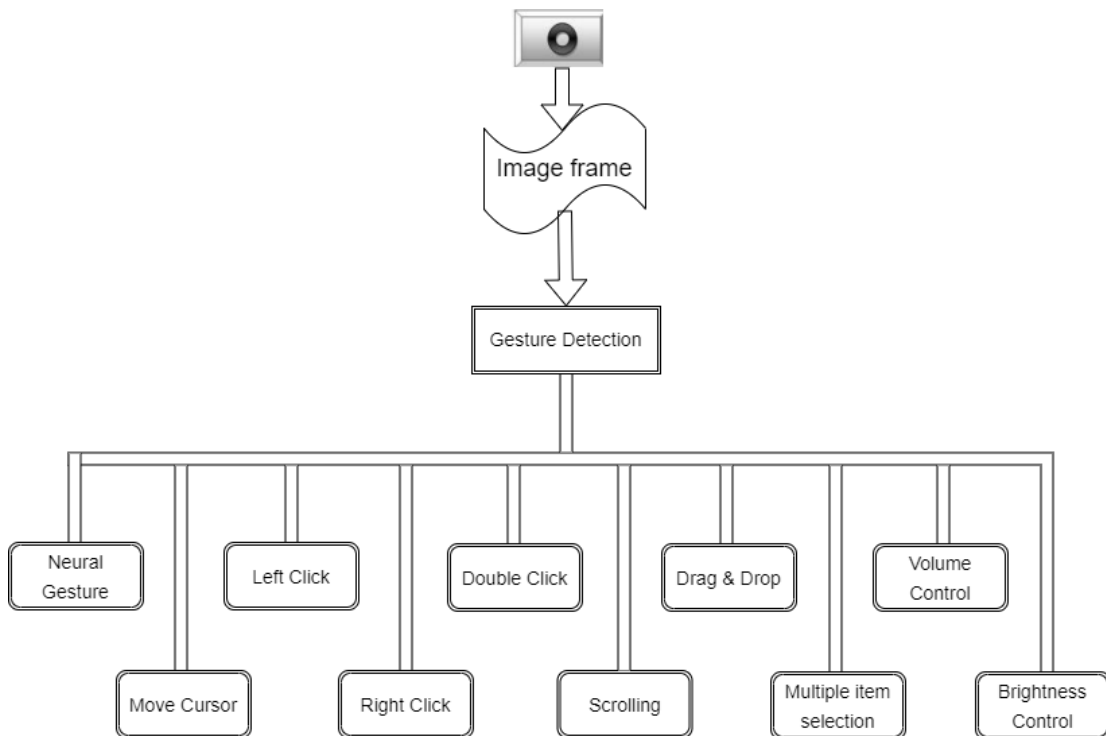 Image frame
Gesture Detection
Neural
Gesture
Left Click
Double Click
Drag & Drop
Volume
Control
Move Cursor
Right Click
Scrolling
Multiple item
selection
Brightness
Control